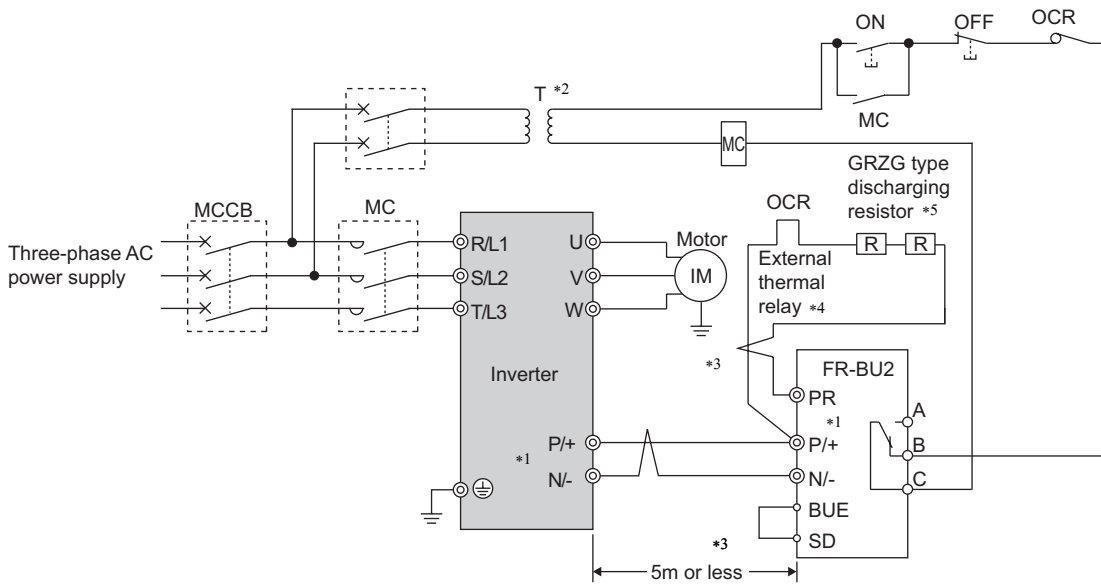 ON
OFF
OCR
T *2
MC
MC
GRZG type
discharging
resistor *5
OCR
R
R
MCCB
MC
Three-phase AC
power supply
R/L1
S/L2
T/L3
U
V
W
Motor
IM
External
thermal
relay *4
*3
FR-BU2
Inverter
PR
*1
A
P/+
*1
P/+
B
N/-
N/-
C
BUE
SD
*3
5m or less